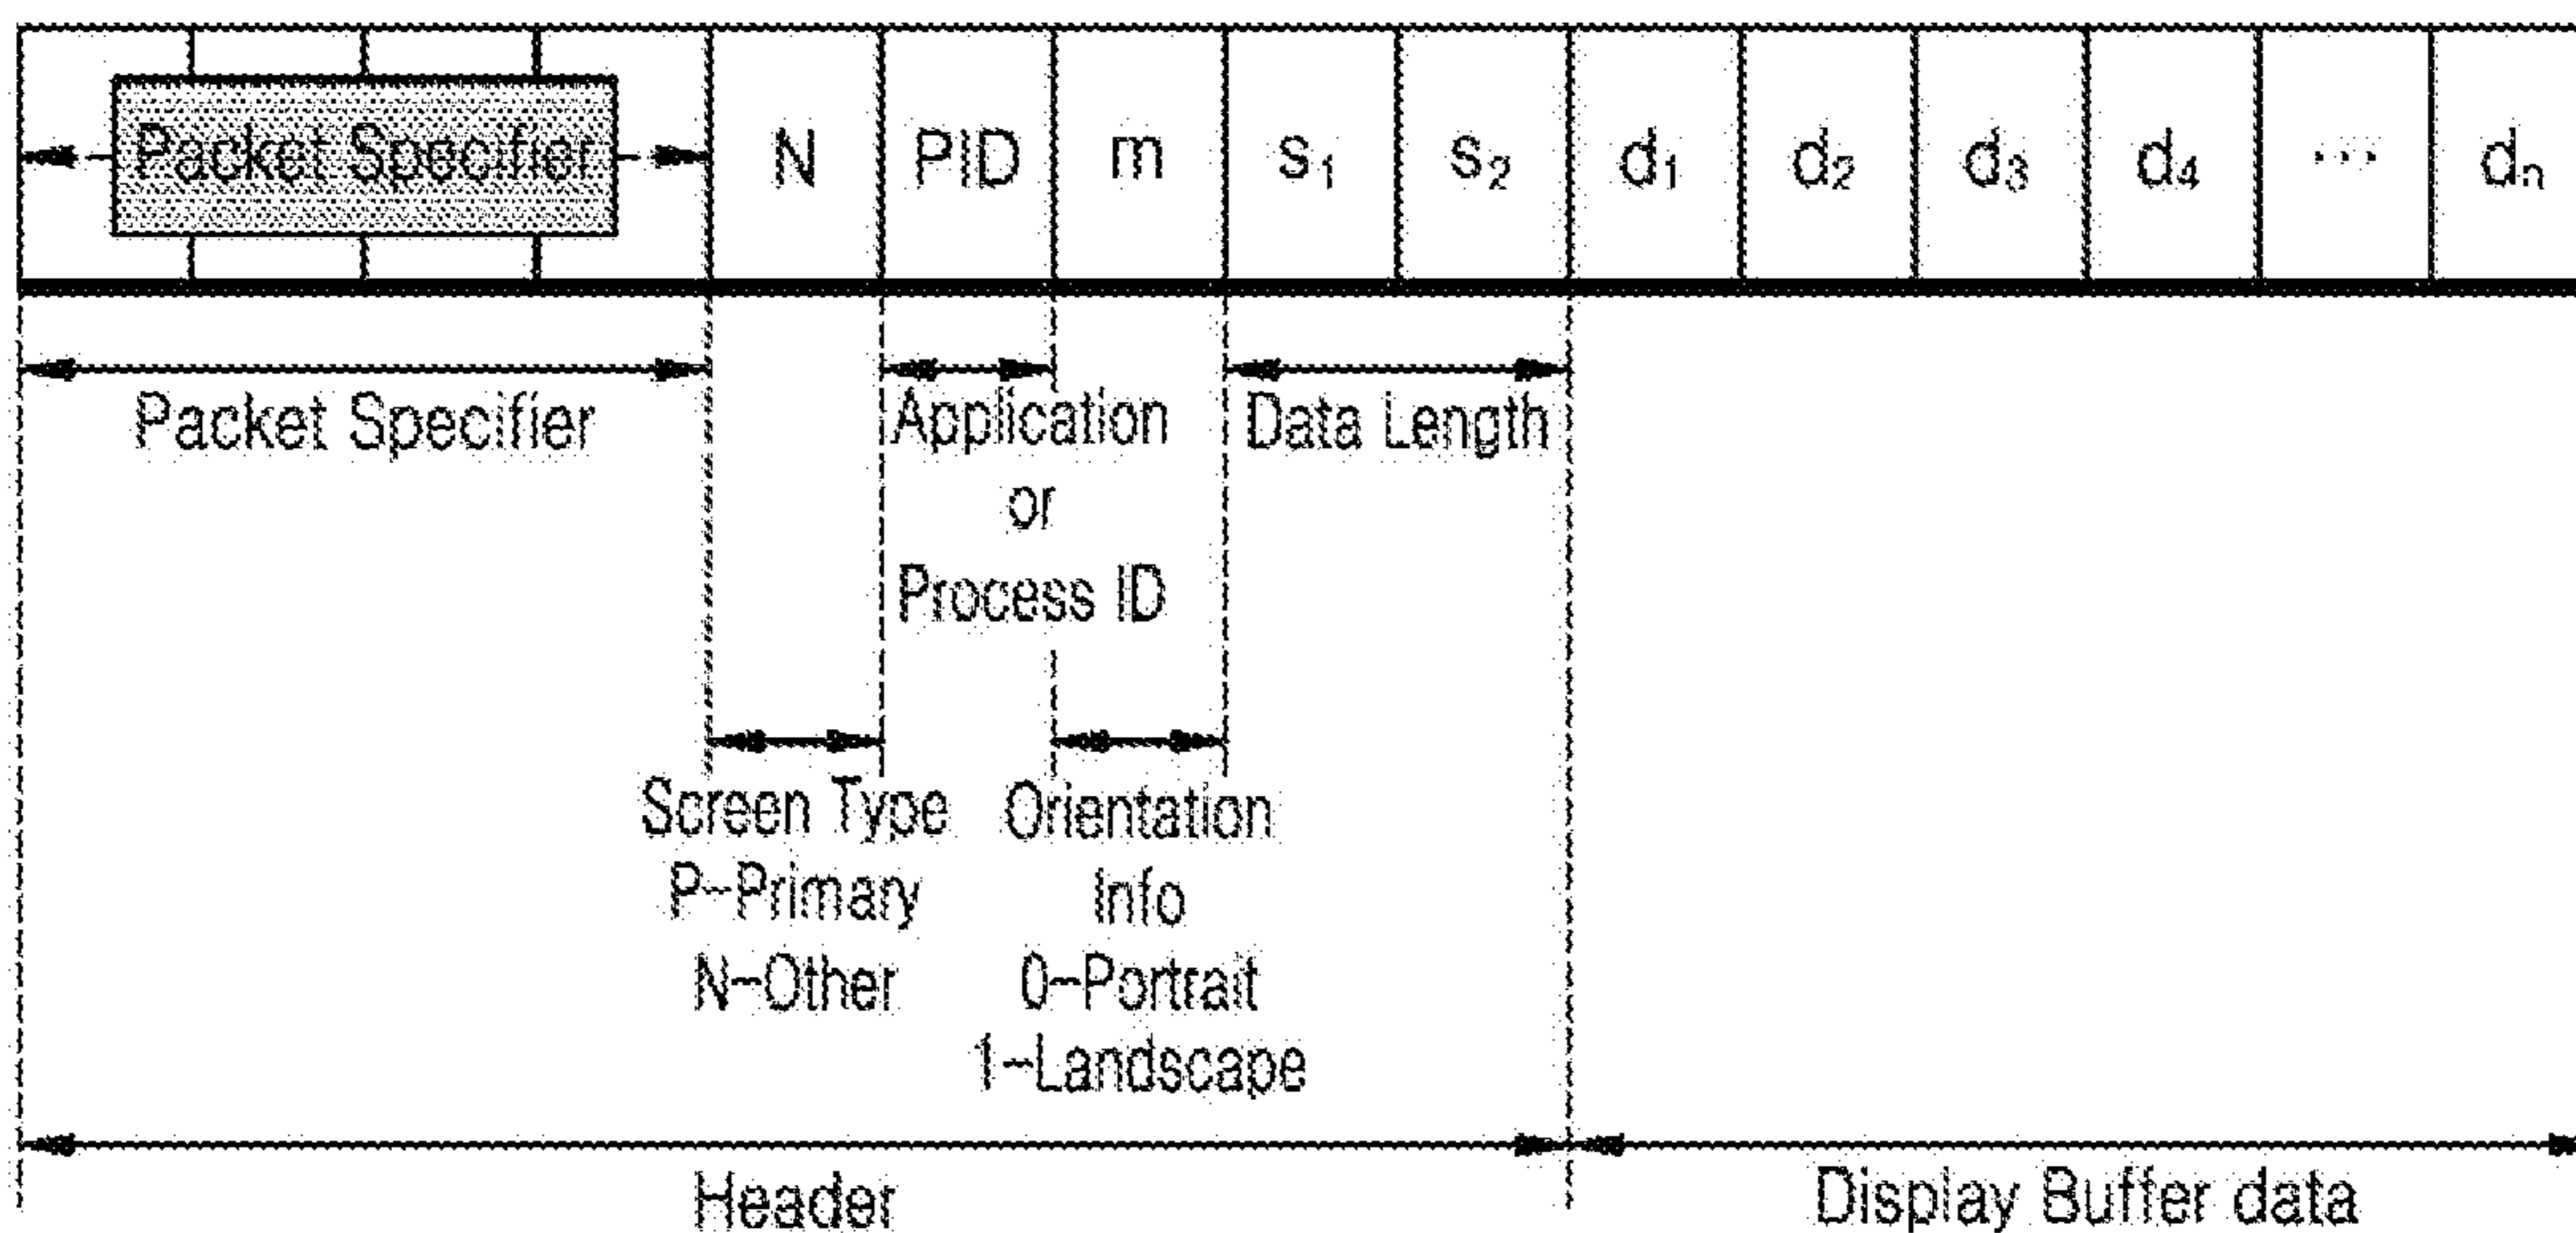 Packet Specifier N PID m s₁ s₂ d₁ d₂ d₃ d₄ ... dₙ
Packet Specifier
Application
or
Process ID
Data Length
Screen Type
P-Primary
N-Other
Orientation
Info
0-Portrait
1-Landscape
Header
Display Buffer data